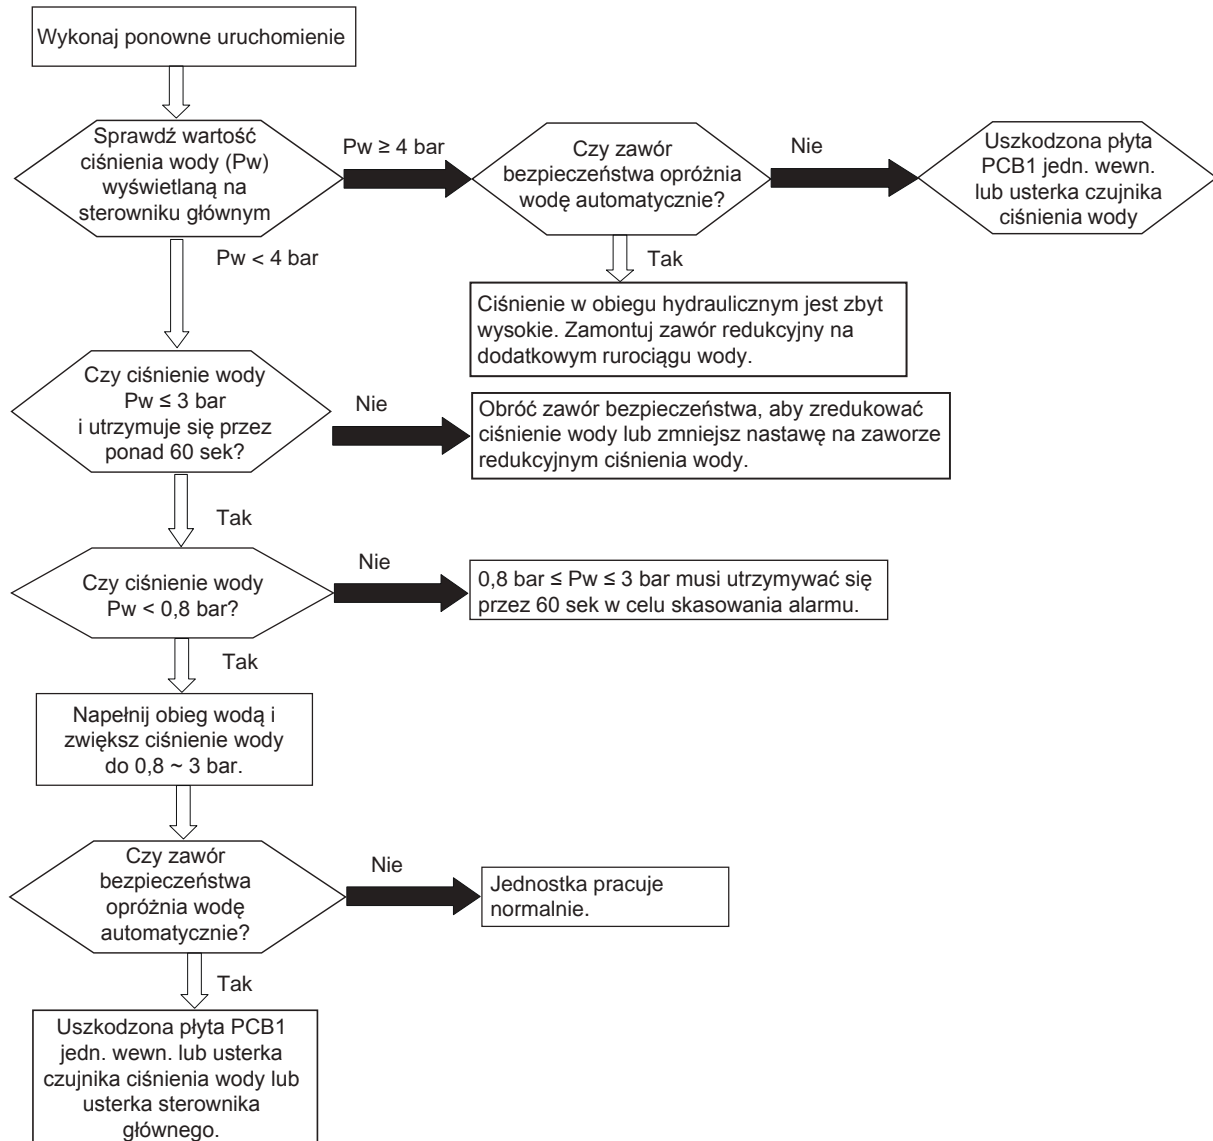 Wykonaj ponowne uruchomienie
Sprawdź wartość
ciśnienia wody (Pw)
wyświetlaną na
sterowniku głównym
Pw ≥ 4 bar
Czy zawór
bezpieczeństwa opróżnia
wodę automatycznie?
Nie
Uszkodzona płyta
PCB1 jedn. wewn.
lub usterka czujnika
ciśnienia wody
Pw < 4 bar
Tak
Ciśnienie w obiegu hydraulicznym jest zbyt
wysokie. Zamontuj zawór redukcyjny na
dodatkowym rurociągu wody.
Czy ciśnienie wody
Pw ≤ 3 bar
i utrzymuje się przez
ponad 60 sek?
Nie
Obróć zawór bezpieczeństwa, aby zredukować
ciśnienie wody lub zmniejsz nastawę na zaworze
redukcyjnym ciśnienia wody.
Tak
Czy ciśnienie wody
Pw < 0,8 bar?
Nie
0,8 bar ≤ Pw ≤ 3 bar musi utrzymywać się
przez 60 sek w celu skasowania alarmu.
Tak
Napełnij obieg wodą i
zwiększ ciśnienie wody
do 0,8 ~ 3 bar.
Czy zawór
bezpieczeństwa
opróżnia wodę
automatycznie?
Nie
Jednostka pracuje
normalnie.
Tak
Uszkodzona płyta PCB1
jedn. wewn. lub usterka
czujnika ciśnienia wody lub
usterka sterownika
głównego.